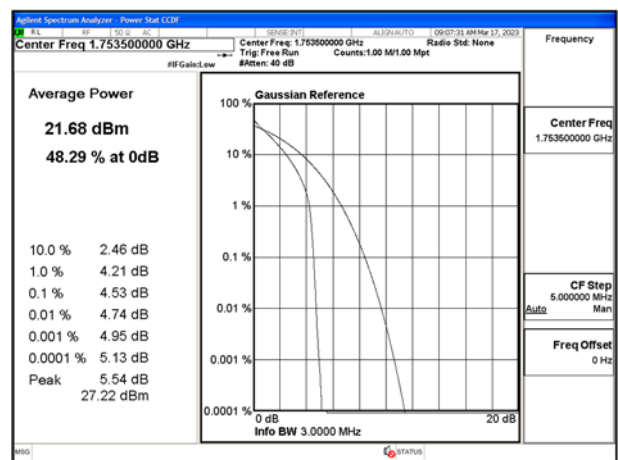 Agilent Spectrum Analyzer - Power Stat CCDF
RL RF 50 Ω AC SENSE:INT ALIGN AUTO 09:07:31 AM Mar 17, 2023
Center Freq 1.753500000 GHz
Center Freq: 1.753500000 GHz Radio Std: None
Trig: Free Run Counts:1.00 M/1.00 Mpt
#IFGain:Low #Atten: 40 dB
Frequency
Average Power
21.68 dBm
48.29 % at 0dB
10.0 % 2.46 dB
1.0 % 4.21 dB
0.1 % 4.53 dB
0.01 % 4.74 dB
0.001 % 4.95 dB
0.0001 % 5.13 dB
Peak 5.54 dB
27.22 dBm
Gaussian Reference
100 %
10 %
1 %
0.1 %
0.01 %
0.001 %
0.0001 %
0 dB 20 dB
Info BW 3.0000 MHz
Center Freq
1.753500000 GHz
CF Step
5.000000 MHz
Auto Man
Freq Offset
0 Hz
MSG STATUS